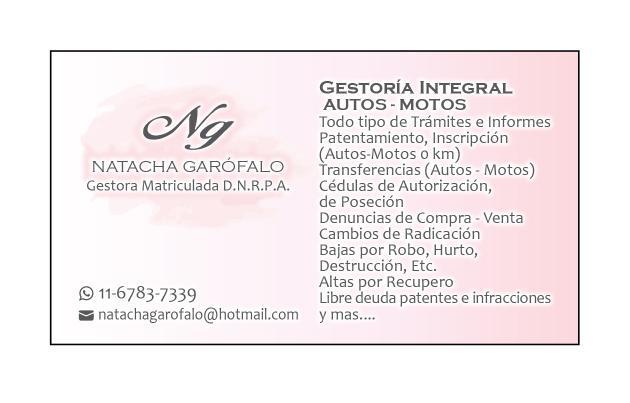 Ng
NATACHA GARÓFALO
Gestora Matriculada D.N.R.P.A.
11-6783-7339
natachagarofalo@hotmail.com
GESTORÍA INTEGRAL
AUTOS - MOTOS
Todo tipo de Trámites e Informes
Patentamiento, Inscripción
(Autos-Motos 0 km)
Transferencias (Autos - Motos)
Cédulas de Autorización,
de Poseción
Denuncias de Compra - Venta
Cambios de Radicación
Bajas por Robo, Hurto,
Destrucción, Etc.
Altas por Recupero
Libre deuda patentes e infracciones
y mas....